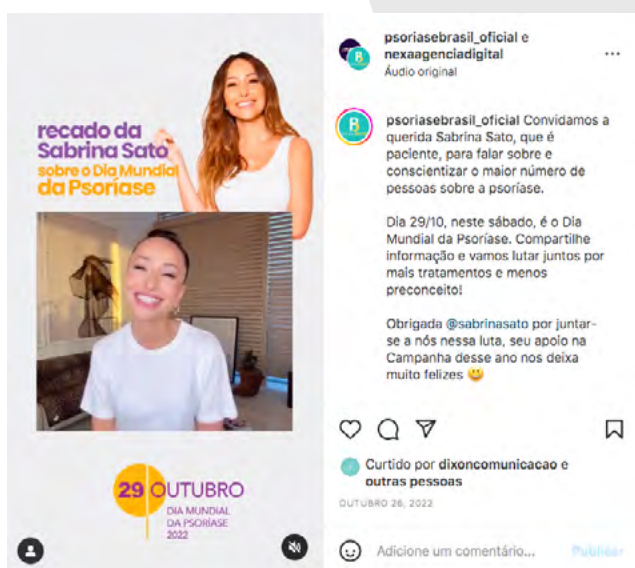 recado da
Sabrina Sato
sobre o Dia Mundial
da Psoríase
29 OUTUBRO
DIA MUNDIAL
DA PSORÍASE
2022
psoriasebrasil_oficial e
nexaagenciadigital
Áudio original
psoriasebrasil_oficial Convidamos a
querida Sabrina Sato, que é
paciente, para falar sobre e
conscientizar o maior número de
pessoas sobre a psoríase.
Dia 29/10, neste sábado, é o Dia
Mundial da Psoríase. Compartilhe
informação e vamos lutar juntos por
mais tratamentos e menos
preconceito!
Obrigada @sabrinasato por juntar-
se a nós nessa luta, seu apoio na
Campanha desse ano nos deixa
muito felizes 😃
Curtido por dixoncomunicacao e
outras pessoas
OUTUBRO 26, 2022
Adicione um comentário... Publicar